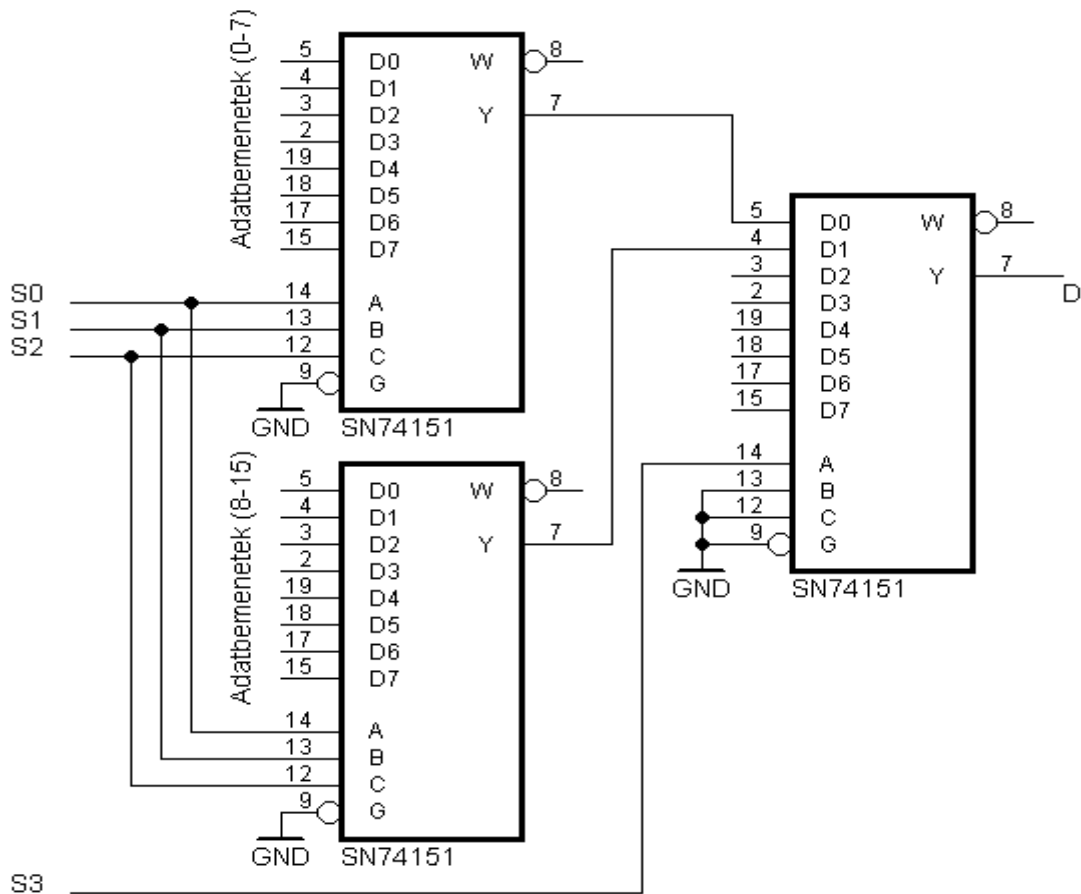 Adatbemenetek (0-7)
5 D0 W 8
4 D1
3 D2 Y 7
2 D3
19 D4
18 D5
17 D6
15 D7
S0 14 A
S1 13 B
S2 12 C
9 G
GND SN74151
Adatbemenetek (8-15)
5 D0 W 8
4 D1
3 D2 Y 7
2 D3
19 D4
18 D5
17 D6
15 D7
14 A
13 B
12 C
9 G
GND SN74151
S3
5 D0 W 8
4 D1
3 D2 Y 7
D
2 D3
19 D4
18 D5
17 D6
15 D7
14 A
13 B
12 C
9 G
GND SN74151